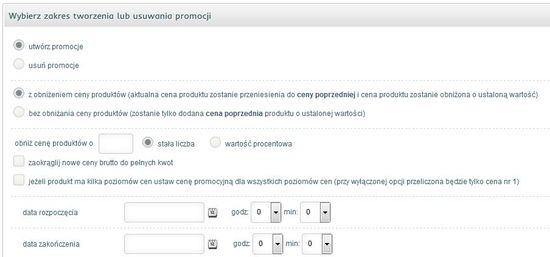 Wybierz zakres tworzenia lub usuwania promocji
utwórz promocje
usuń promocje
z obniżeniem ceny produktów (aktualna cena produktu zostanie przeniesienia do ceny poprzedniej i cena produktu zostanie obniżona o ustaloną wartość)
bez obniżania ceny produktów (zostanie tylko dodana cena poprzednia produktu o ustalonej wartości)
obniż cenę produktów o stała liczba wartość procentowa
zaokrąglij nowe ceny brutto do pełnych kwot
jeżeli produkt ma kilka poziomów cen ustaw cenę promocyjną dla wszystkich poziomów cen (przy wyłączonej opcji przeliczona będzie tylko cena nr 1)
data rozpoczęcia godz: 0 min: 0
data zakończenia godz: 0 min: 0